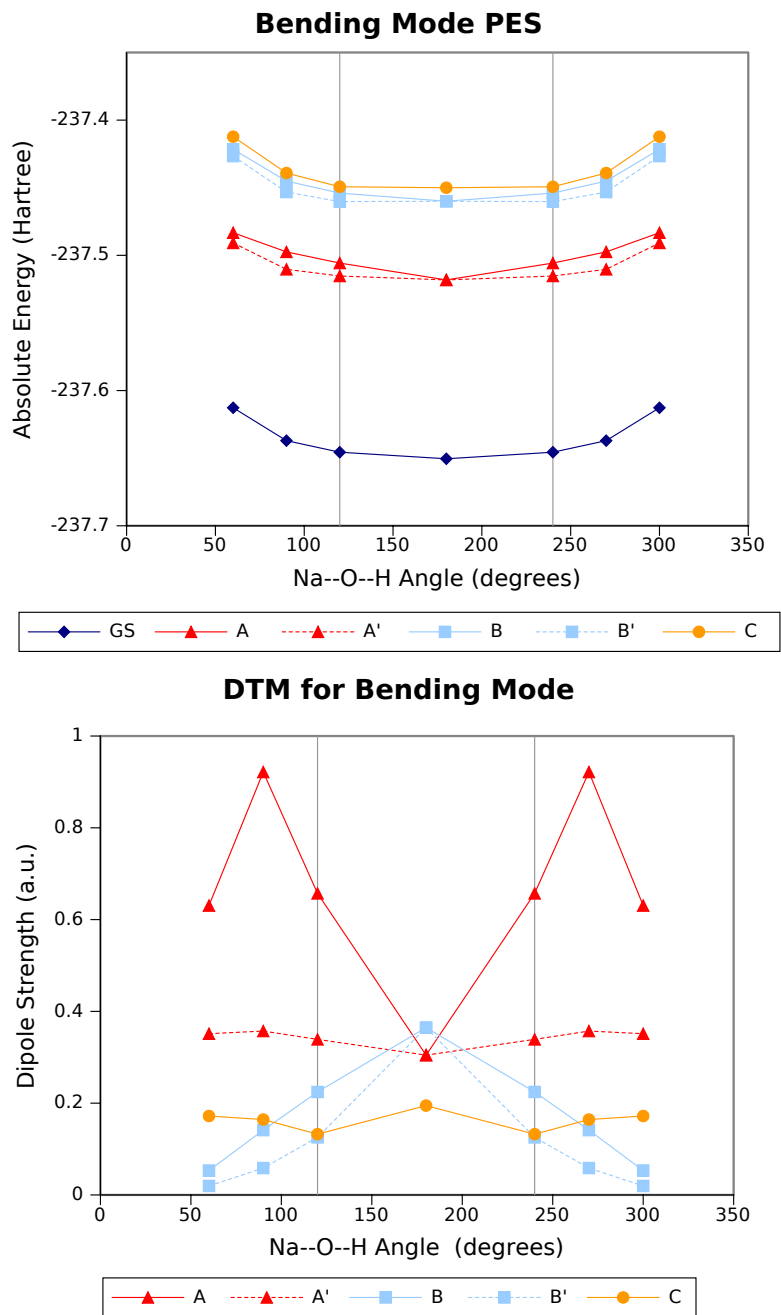 Bending Mode PES
Absolute Energy (Hartree)
-237.4
-237.5
-237.6
-237.7
0 50 100 150 200 250 300 350
Na--O--H Angle (degrees)
GS A A' B B' C
DTM for Bending Mode
Dipole Strength (a.u.)
1
0.8
0.6
0.4
0.2
0
0 50 100 150 200 250 300 350
Na--O--H Angle (degrees)
A A' B B' C